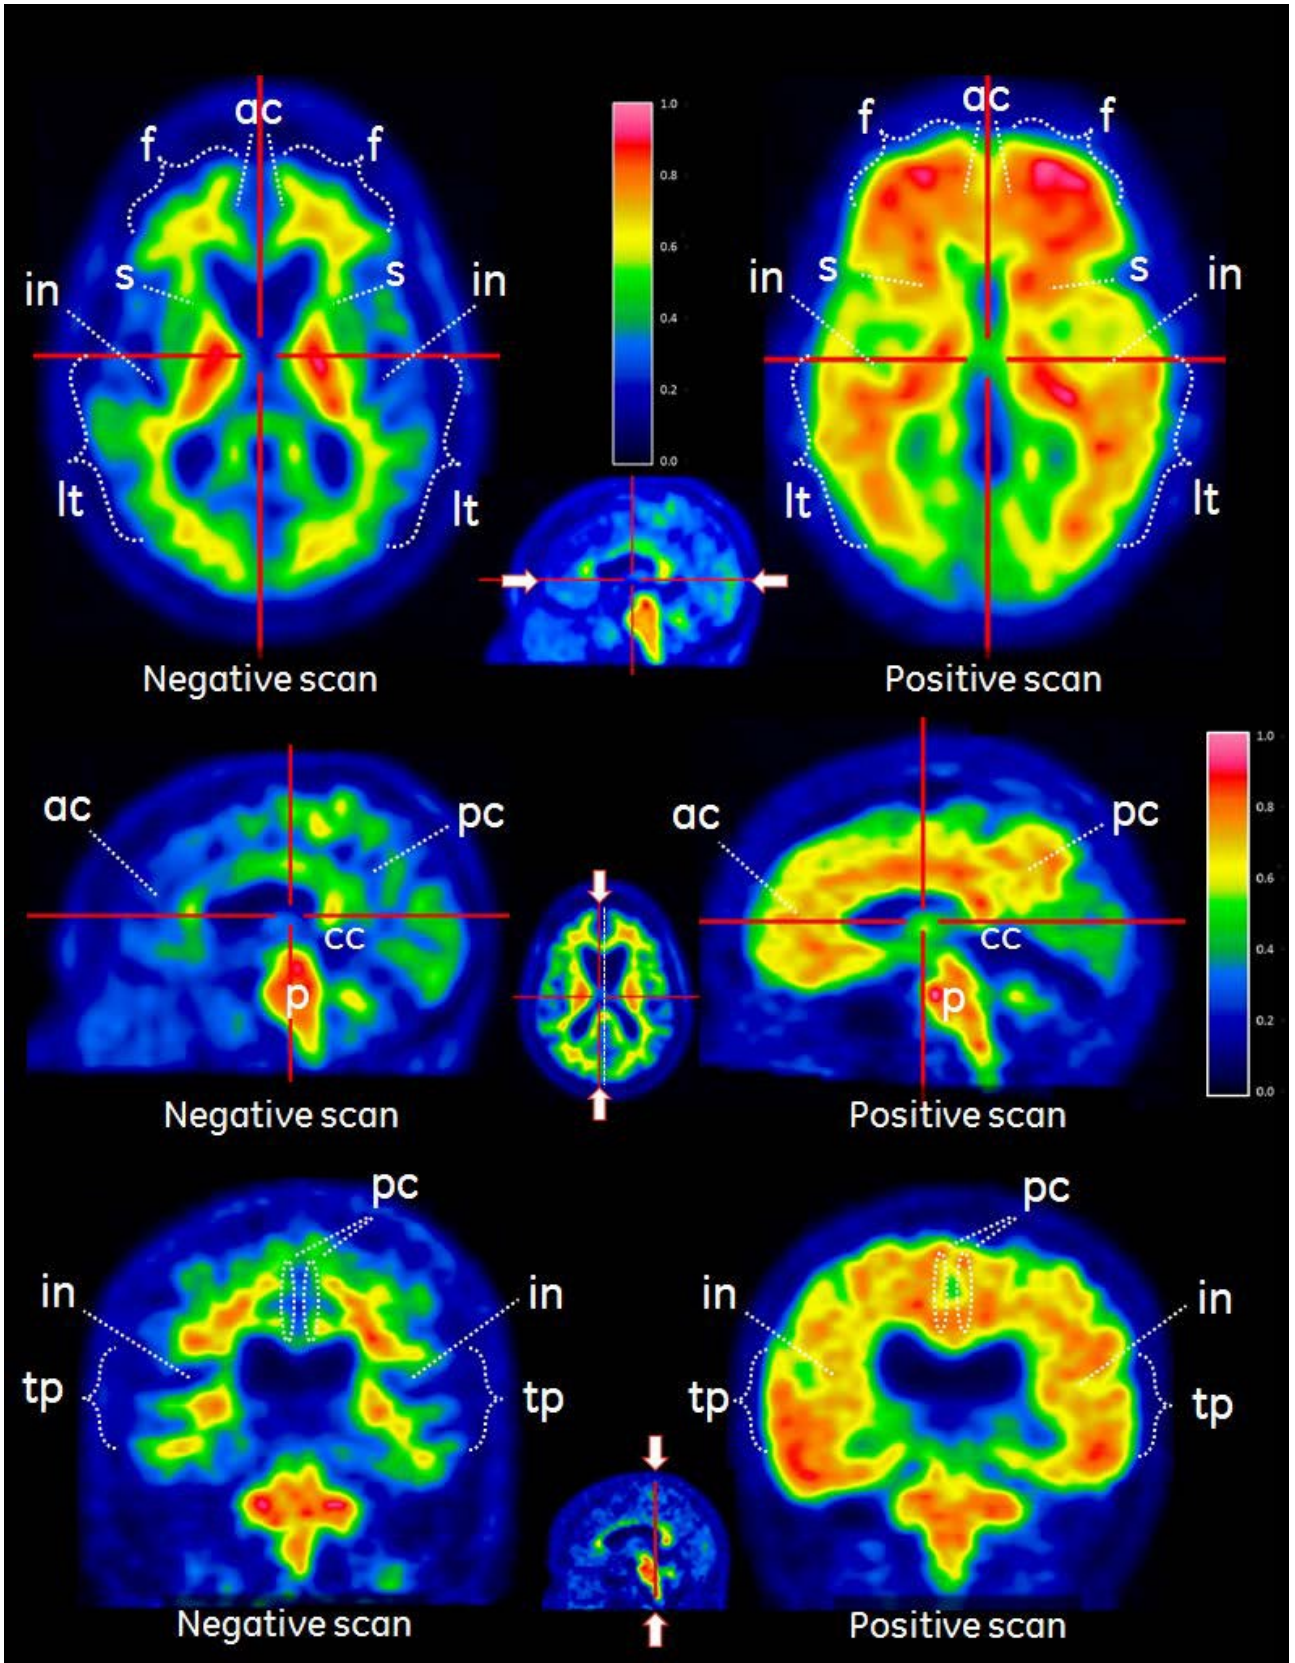 ac
f
f
s
s
in
in
lt
lt
Negative scan
1.0
0.8
0.6
0.4
0.2
0.0
ac
f
f
s
s
in
in
lt
lt
Positive scan
ac
pc
cc
p
Negative scan
ac
pc
cc
p
Positive scan
1.0
0.8
0.6
0.4
0.2
0.0
pc
in
in
tp
tp
Negative scan
pc
in
in
tp
tp
Positive scan